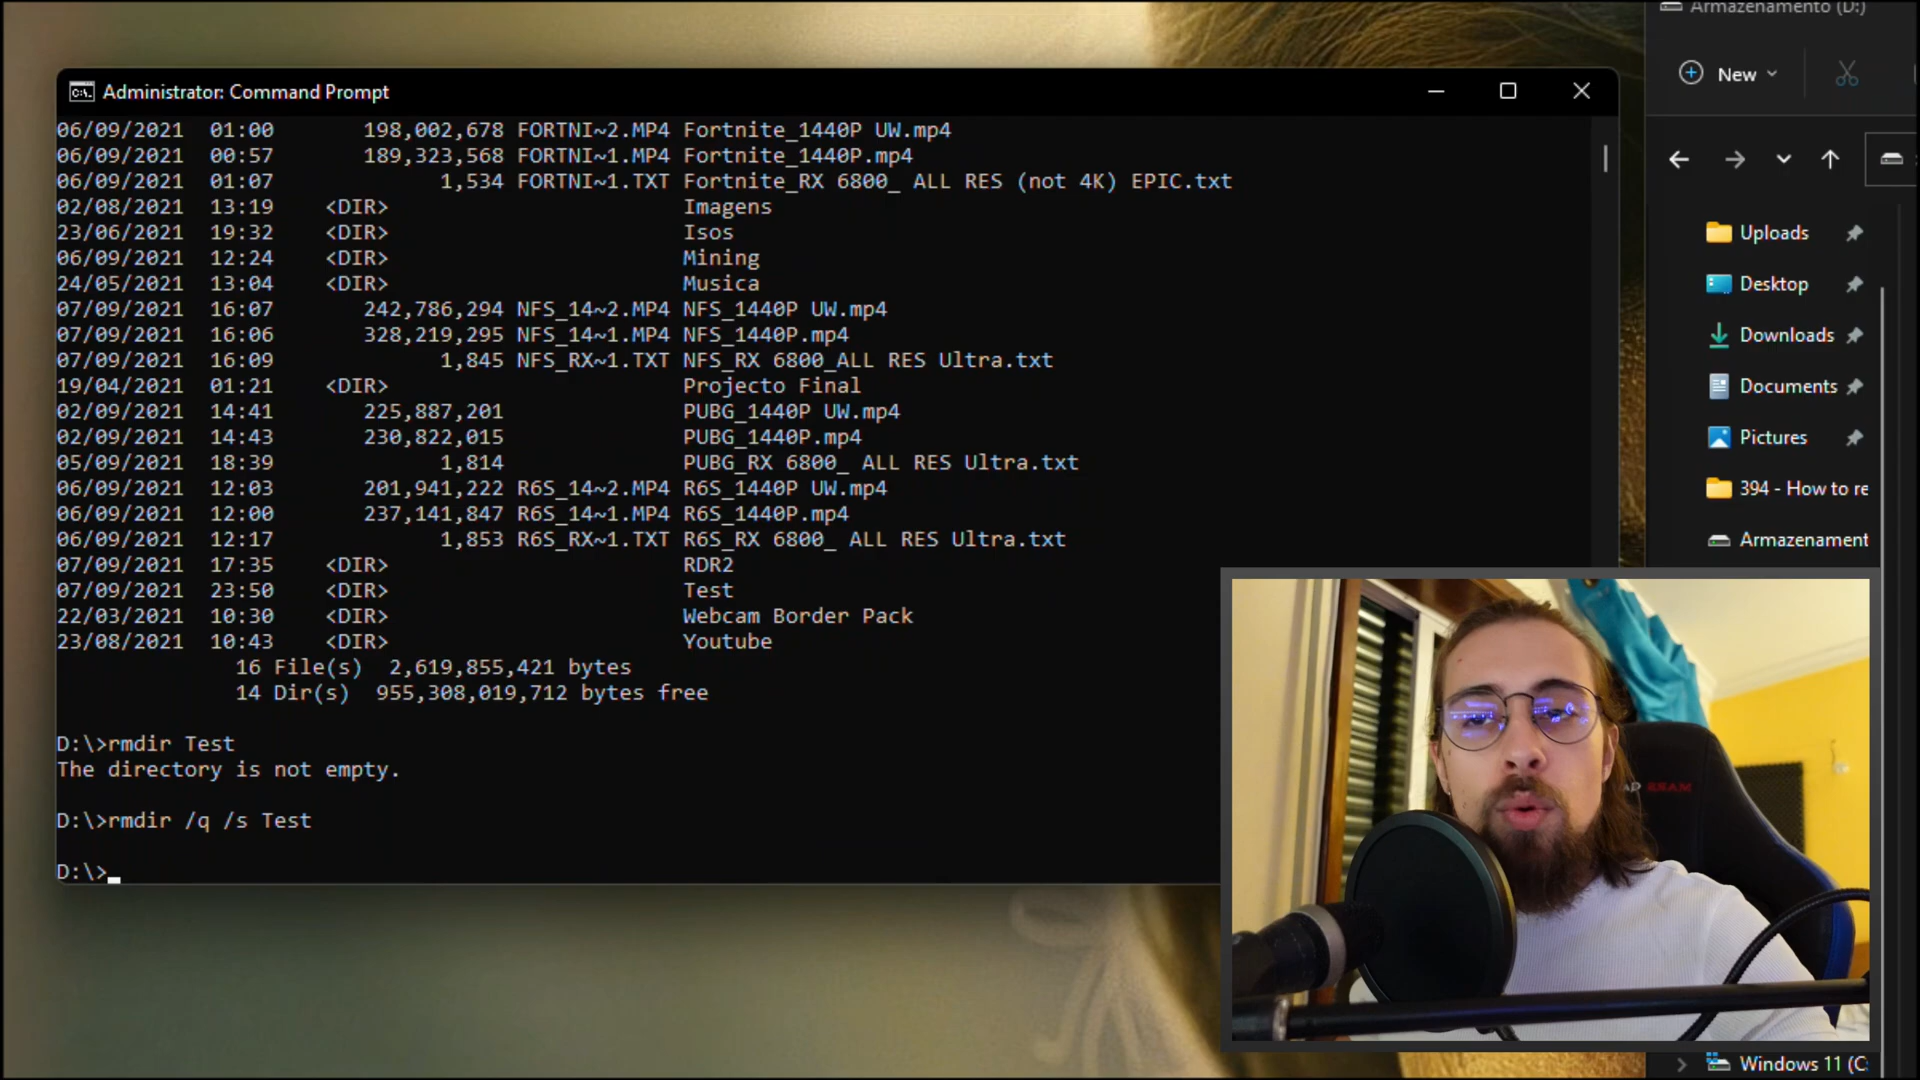 Armazenamento (D:)
New
Administrator: Command Prompt
06/09/2021 01:00 198,002,678 FORTNI~2.MP4 Fortnite_1440P UW.mp4
06/09/2021 00:57 189,323,568 FORTNI~1.MP4 Fortnite_1440P.mp4
06/09/2021 01:07 1,534 FORTNI~1.TXT Fortnite_RX 6800_ ALL RES (not 4K) EPIC.txt
02/08/2021 13:19 <DIR> Imagens
23/06/2021 19:32 <DIR> Isos
06/09/2021 12:24 <DIR> Mining
24/05/2021 13:04 <DIR> Musica
07/09/2021 16:07 242,786,294 NFS_14~2.MP4 NFS_1440P UW.mp4
07/09/2021 16:06 328,219,295 NFS_14~1.MP4 NFS_1440P.mp4
07/09/2021 16:09 1,845 NFS_RX~1.TXT NFS_RX 6800_ALL RES Ultra.txt
19/04/2021 01:21 <DIR> Projecto Final
02/09/2021 14:41 225,887,201 PUBG_1440P UW.mp4
02/09/2021 14:43 230,822,015 PUBG_1440P.mp4
05/09/2021 18:39 1,814 PUBG_RX 6800_ ALL RES Ultra.txt
06/09/2021 12:03 201,941,222 R6S_14~2.MP4 R6S_1440P UW.mp4
06/09/2021 12:00 237,141,847 R6S_14~1.MP4 R6S_1440P.mp4
06/09/2021 12:17 1,853 R6S_RX~1.TXT R6S_RX 6800_ ALL RES Ultra.txt
07/09/2021 17:35 <DIR> RDR2
07/09/2021 23:50 <DIR> Test
22/03/2021 10:30 <DIR> Webcam Border Pack
23/08/2021 10:43 <DIR> Youtube
16 File(s) 2,619,855,421 bytes
14 Dir(s) 955,308,019,712 bytes free
D:\>rmdir Test
The directory is not empty.
D:\>rmdir /q /s Test
D:\>
Uploads
Desktop
Downloads
Documents
Pictures
394 - How to re
Armazenament
Windows 11 (C: